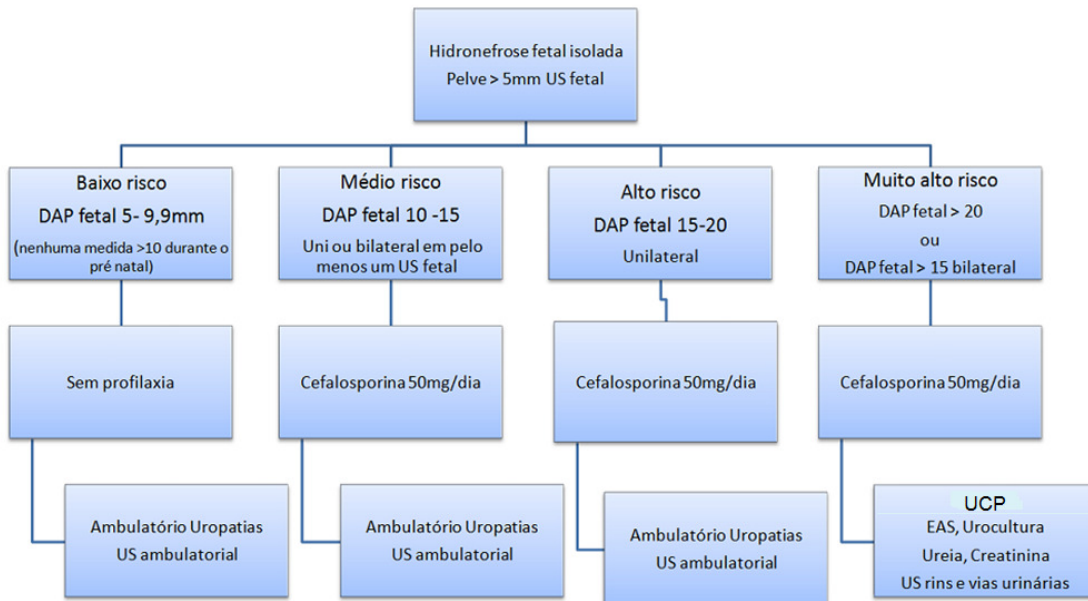 Hidronefrose fetal isolada
Pelve > 5mm US fetal
Baixo risco
DAP fetal 5- 9,9mm
(nenhuma medida >10 durante o
pré natal)
Médio risco
DAP fetal 10 -15
Uni ou bilateral em pelo
menos um US fetal
Alto risco
DAP fetal 15-20
Unilateral
Muito alto risco
DAP fetal > 20
ou
DAP fetal > 15 bilateral
Sem profilaxia
Cefalosporina 50mg/dia
Cefalosporina 50mg/dia
Cefalosporina 50mg/dia
Ambulatório Uropatias
US ambulatorial
Ambulatório Uropatias
US ambulatorial
Ambulatório Uropatias
US ambulatorial
UCP
EAS, Urocultura
Ureia, Creatinina
US rins e vias urinárias